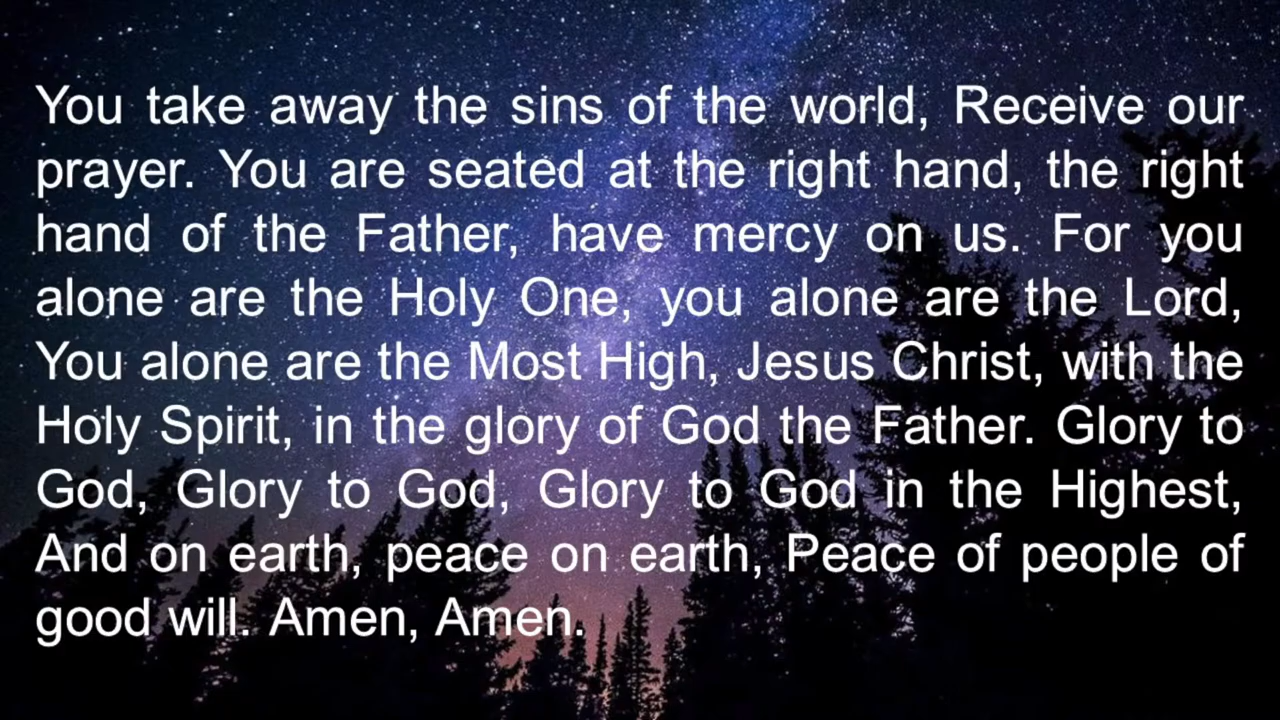 You take away the sins of the world, Receive our
prayer. You are seated at the right hand, the right
hand of the Father, have mercy on us. For you
alone are the Holy One, you alone are the Lord,
You alone are the Most High, Jesus Christ, with the
Holy Spirit, in the glory of God the Father. Glory to
God, Glory to God, Glory to God in the Highest,
And on earth, peace on earth, Peace of people of
good will. Amen, Amen.